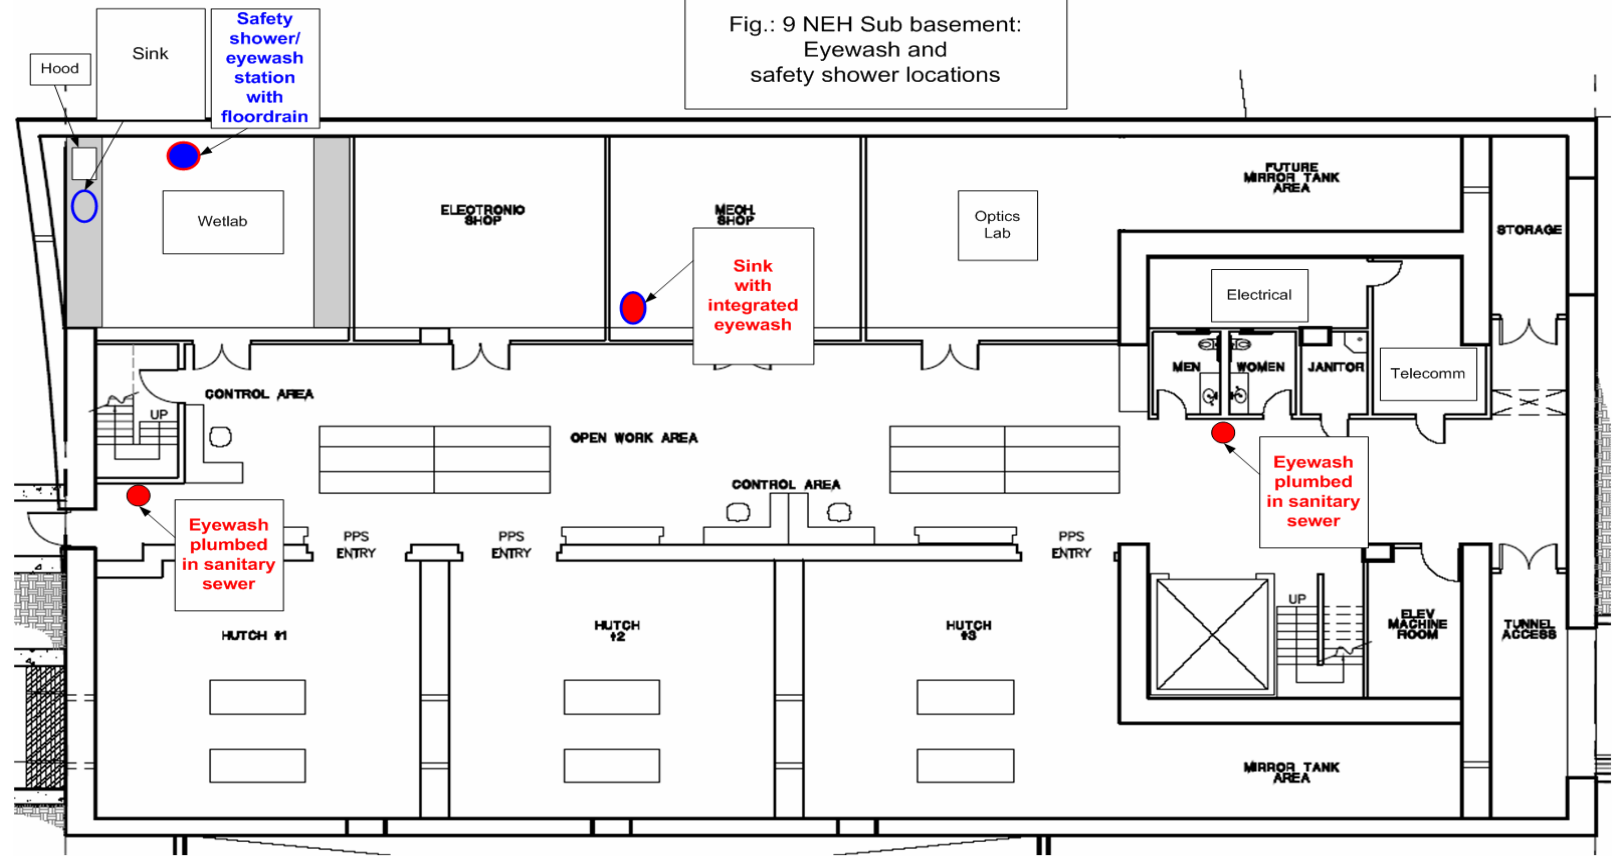 Fig.: 9 NEH Sub basement:
Eyewash and
safety shower locations
Hood
Sink
Safety
shower/
eyewash
station
with
floordrain
Wetlab
ELECTRONIC
SHOP
MECH.
SHOP
Sink
with
integrated
eyewash
Optics
Lab
FUTURE
MIRROR TANK
AREA
STORAGE
Electrical
MEN
WOMEN
JANITOR
Telecomm
CONTROL AREA
UP
OPEN WORK AREA
CONTROL AREA
Eyewash
plumbed
in sanitary
sewer
Eyewash
plumbed
in sanitary
sewer
PPS
ENTRY
PPS
ENTRY
PPS
ENTRY
HUTCH #1
HUTCH
#2
HUTCH
#3
UP
ELEV
MACHINE
ROOM
TUNNEL
ACCESS
MIRROR TANK
AREA